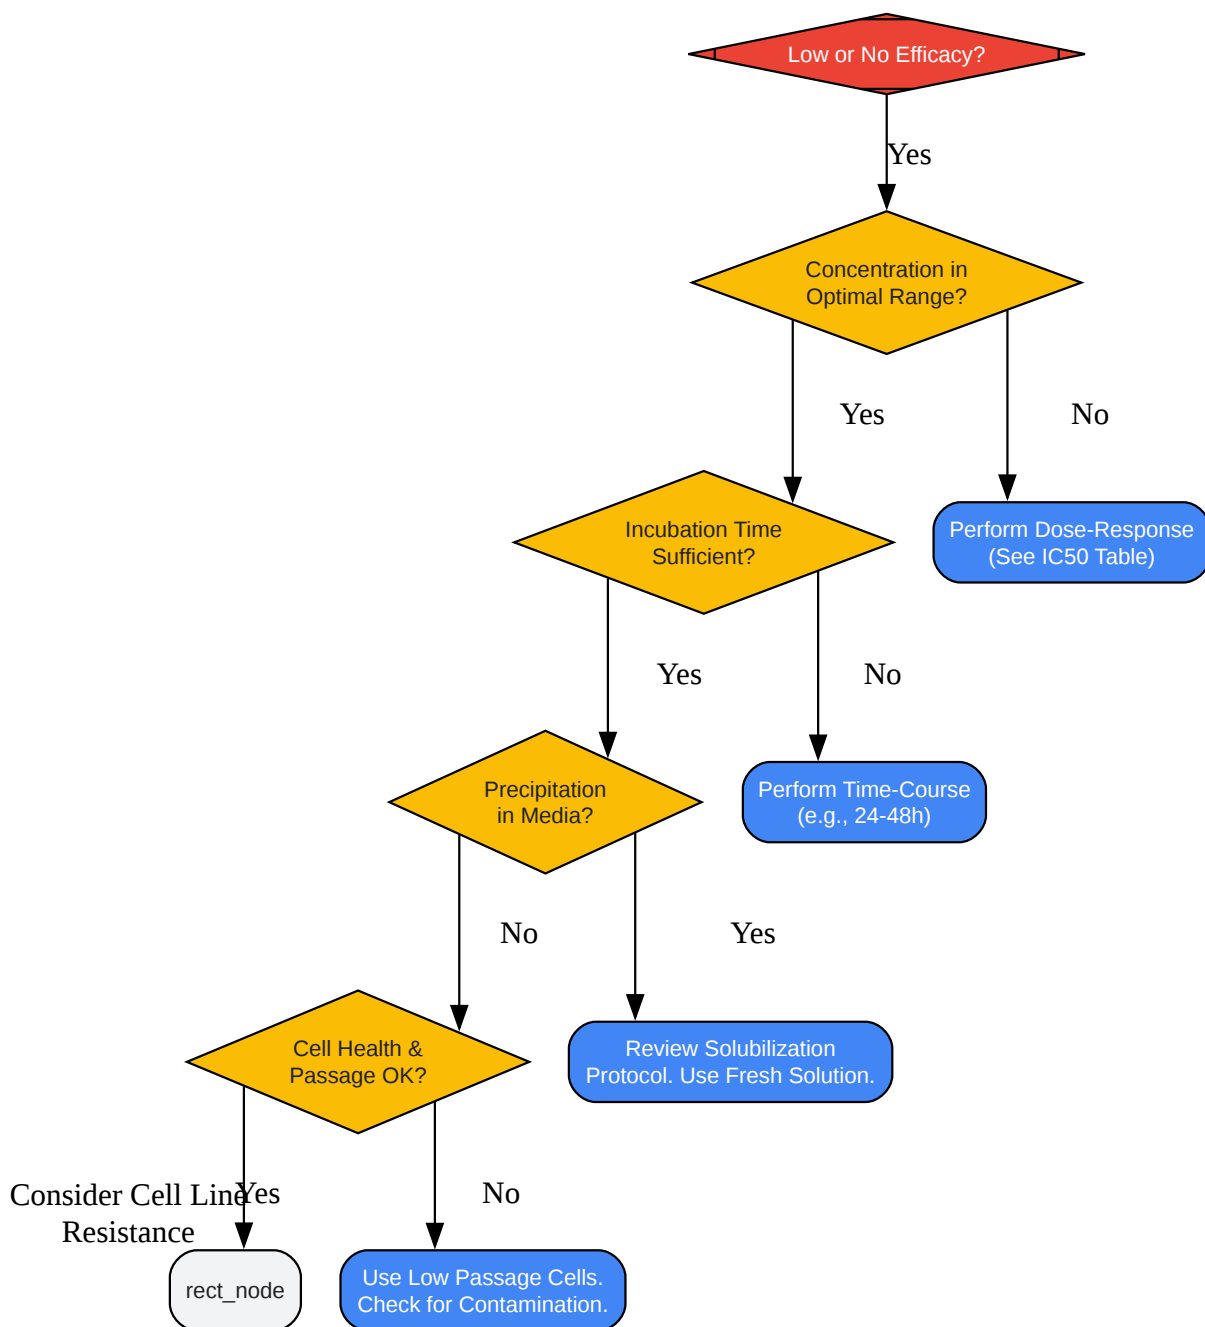 Low or No Efficacy?
Yes
Concentration in
Optimal Range?
Yes
No
Incubation Time
Sufficient?
Perform Dose-Response
(See IC50 Table)
Yes
No
Precipitation
in Media?
Perform Time-Course
(e.g., 24-48h)
No
Yes
Cell Health &
Passage OK?
Review Solubilization
Protocol. Use Fresh Solution.
Consider Cell Line
Resistance
Yes
No
rect_node
Use Low Passage Cells.
Check for Contamination.